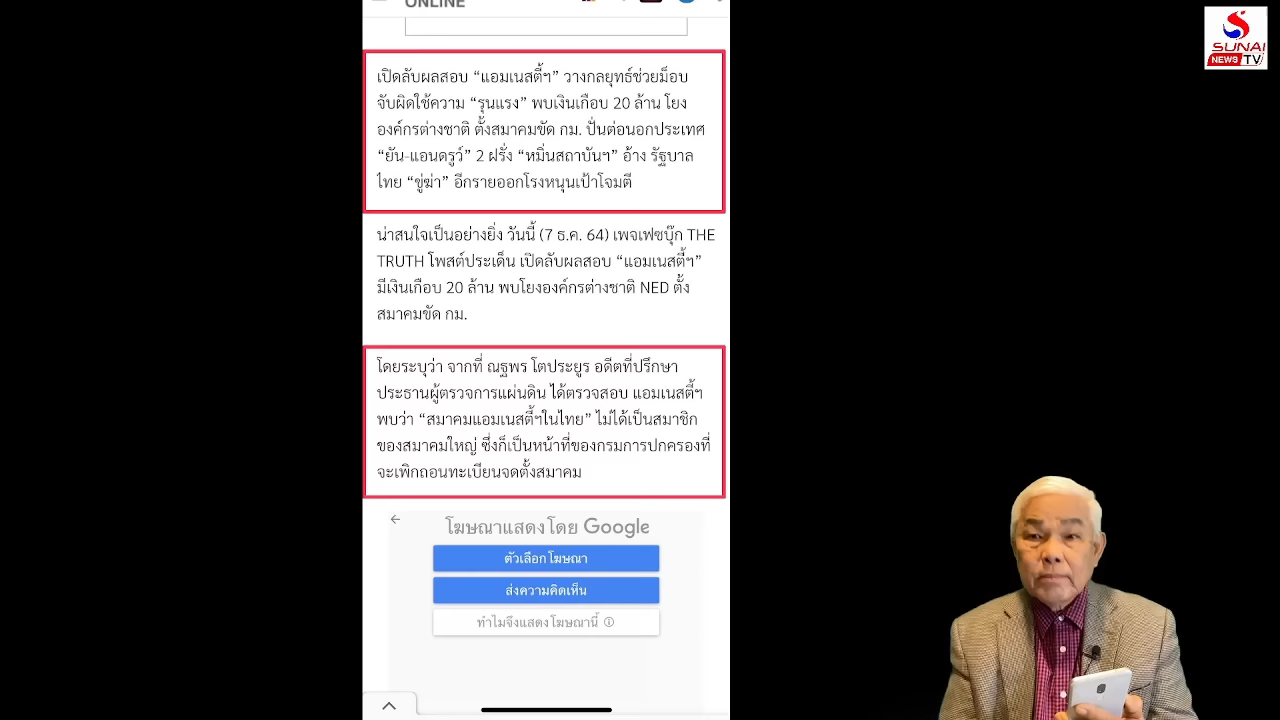 ONLINE
SUNAI
NEWS TV
เปิดลับผลสอบ “แอมเนสตี้ฯ” วางกลยุทธ์ช่วยม็อบ
จับผิดใช้ความ “รุนแรง” พบเงินเกือบ 20 ล้าน โยง
องค์กรต่างชาติ ตั้งสมาคมขัด กม. ปั่นต่อนอกประเทศ
“ยัน-แอนดรูว์” 2 ฝรั่ง “หมิ่นสถาบันฯ” อ้าง รัฐบาล
ไทย “ขู่ฆ่า” อีกรายออกโรงหนุนเป้าโจมตี
น่าสนใจเป็นอย่างยิ่ง วันนี้ (7 ธ.ค. 64) เพจเฟซบุ๊ก THE
TRUTH โพสต์ประเด็น เปิดลับผลสอบ “แอมเนสตี้ฯ”
มีเงินเกือบ 20 ล้าน พบโยงองค์กรต่างชาติ NED ตั้ง
สมาคมขัด กม.
โดยระบุว่า จากที่ ณฐพร โตประยูร อดีตที่ปรึกษา
ประธานผู้ตรวจการแผ่นดิน ได้ตรวจสอบ แอมเนสตี้ฯ
พบว่า “สมาคมแอมเนสตี้ฯในไทย” ไม่ได้เป็นสมาชิก
ของสมาคมใหญ่ ซึ่งก็เป็นหน้าที่ของกรมการปกครองที่
จะเพิกถอนทะเบียนจดตั้งสมาคม
โฆษณาแสดงโดย Google
ตัวเลือกโฆษณา
ส่งความคิดเห็น
ทำไมจึงแสดงโฆษณานี้